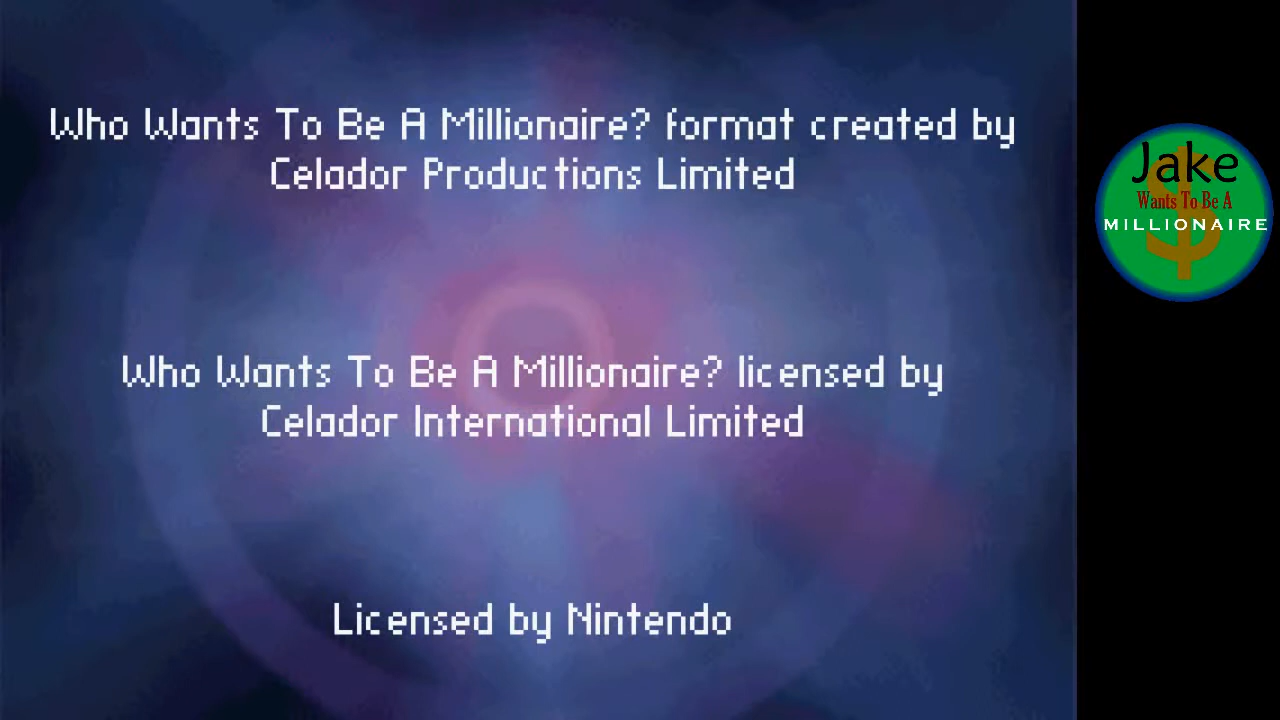 Who Wants To Be A Millionaire? format created by
Celador Productions Limited
Who Wants To Be A Millionaire? licensed by
Celador International Limited
Licensed by Nintendo
Jake
Wants To Be A
MILLIONAIRE